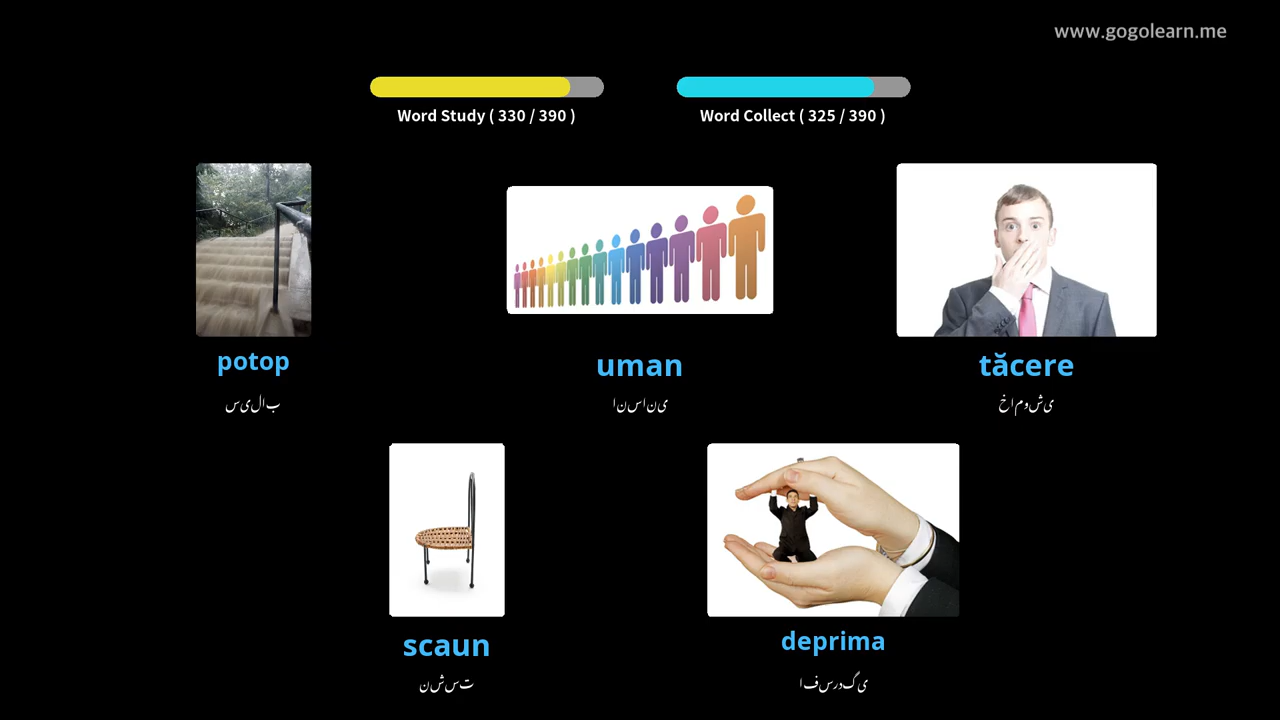 www.gogolearn.me
Word Study ( 330 / 390 )
Word Collect ( 325 / 390 )
potop
سیلاب
uman
انسانی
tăcere
خاموشی
scaun
نشست
deprima
افسردگی